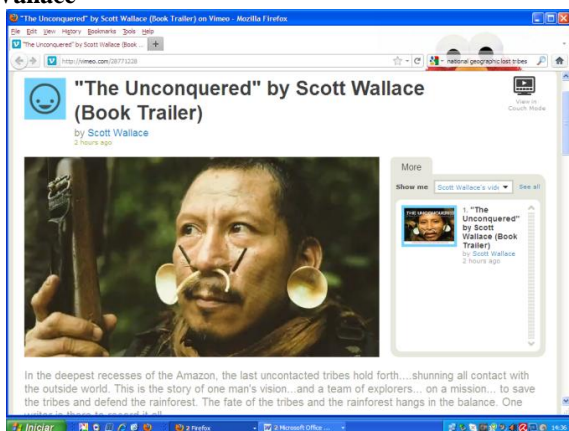 "The Unconquered" by Scott Wallace (Book Trailer) on Vimeo - Mozilla Firefox
File Edit View History Bookmarks Tools Help
"The Unconquered" by Scott Wallace (Book ...
http://vimeo.com/28771228
national geographic lost tribes
"The Unconquered" by Scott Wallace
(Book Trailer)
by Scott Wallace
2 hours ago
View in
Couch Mode
More
Show me Scott Wallace's vide See all
1. "The
Unconquered"
by Scott
Wallace (Book
Trailer)
by Scott Wallace
2 hours ago
In the deepest recesses of the Amazon, the last uncontacted tribes hold forth....shunning all contact with
the outside world. This is the story of one man's vision...and a team of explorers... on a mission... to save
the tribes and defend the rainforest. The fate of the tribes and the rainforest hangs in the balance. One
Iniciar
2 Firefox
2 Microsoft Office ...
14:36